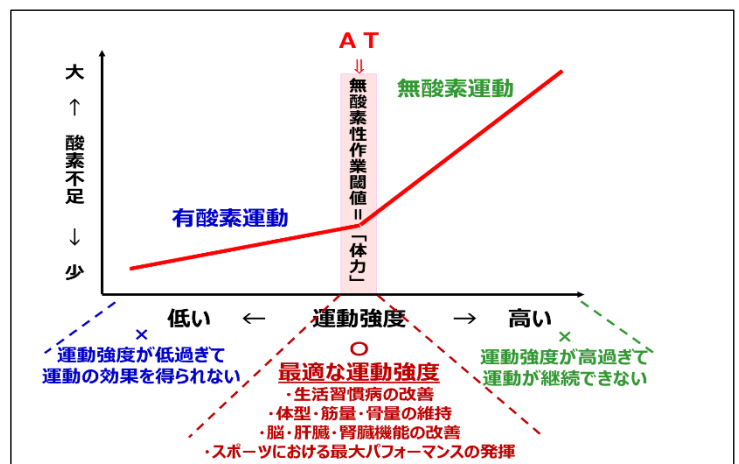 AT
⇓
大
↑
酸素不足
↓
少
無酸素性作業閾値＝「体力」
無酸素運動
有酸素運動
低い ← 運動強度 → 高い
×
運動強度が低過ぎて
運動の効果を得られない
○
最適な運動強度
・生活習慣病の改善
・体型・筋量・骨量の維持
・脳・肝臓・腎臓機能の改善
・スポーツにおける最大パフォーマンスの発揮
×
運動強度が高過ぎて
運動が継続できない